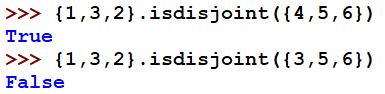 >>> {1,3,2}.isdisjoint({4,5,6})
True
>>> {1,3,2}.isdisjoint({3,5,6})
False